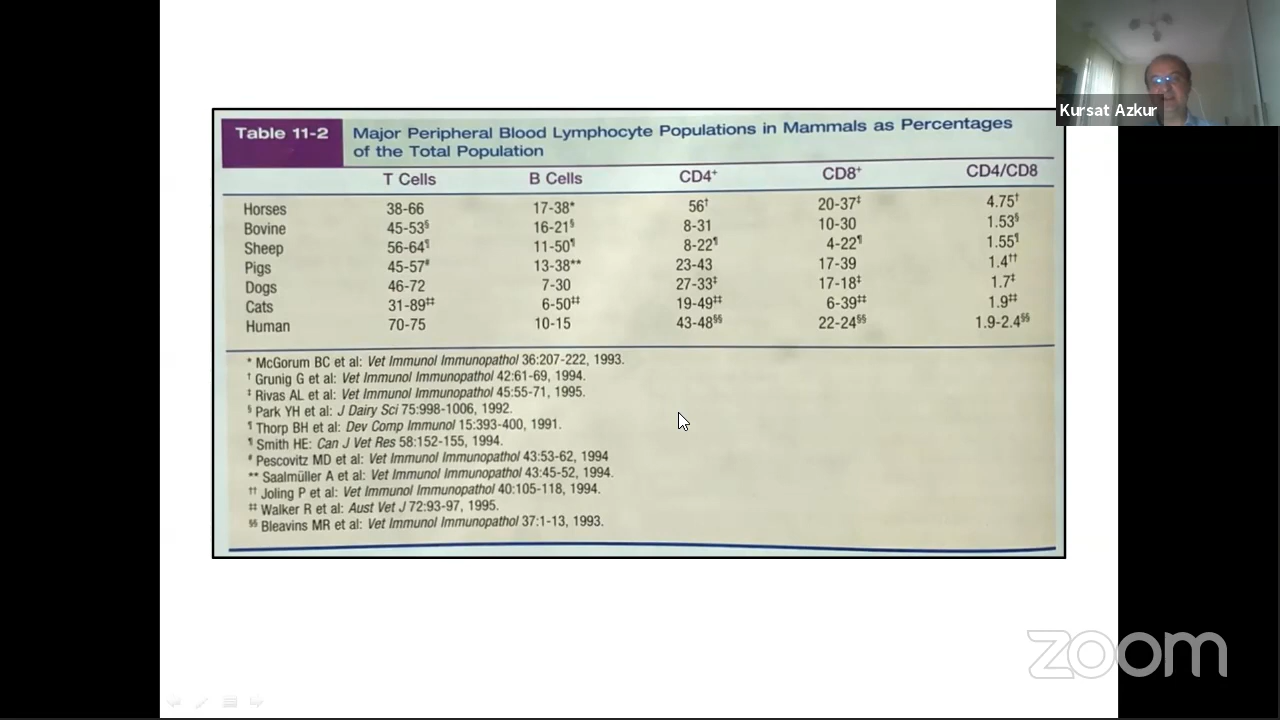 Kursat Azkur
Table 11-2 Major Peripheral Blood Lymphocyte Populations in Mammals as Percentages
of the Total Population
T Cells B Cells CD4⁺ CD8⁺ CD4/CD8
Horses 38-66 17-38* 56† 20-37‡ 4.75†
Bovine 45-53§ 16-21§ 8-31 10-30 1.53§
Sheep 56-64¶ 11-50¶ 8-22¶ 4-22¶ 1.55¶
Pigs 45-57# 13-38** 23-43 17-39 1.4††
Dogs 46-72 7-30 27-33‡ 17-18‡ 1.7‡
Cats 31-89‡‡ 6-50‡‡ 19-49‡‡ 6-39‡‡ 1.9‡‡
Human 70-75 10-15 43-48§§ 22-24§§ 1.9-2.4§§
* McGorum BC et al: Vet Immunol Immunopathol 36:207-222, 1993.
† Grunig G et al: Vet Immunol Immunopathol 42:61-69, 1994.
‡ Rivas AL et al: Vet Immunol Immunopathol 45:55-71, 1995.
§ Park YH et al: J Dairy Sci 75:998-1006, 1992.
¶ Thorp BH et al: Dev Comp Immunol 15:393-400, 1991.
¶ Smith HE: Can J Vet Res 58:152-155, 1994.
# Pescovitz MD et al: Vet Immunol Immunopathol 43:53-62, 1994
** Saalmüller A et al: Vet Immunol Immunopathol 43:45-52, 1994.
†† Joling P et al: Vet Immunol Immunopathol 40:105-118, 1994.
‡‡ Walker R et al: Aust Vet J 72:93-97, 1995.
§§ Bleavins MR et al: Vet Immunol Immunopathol 37:1-13, 1993.
zoom